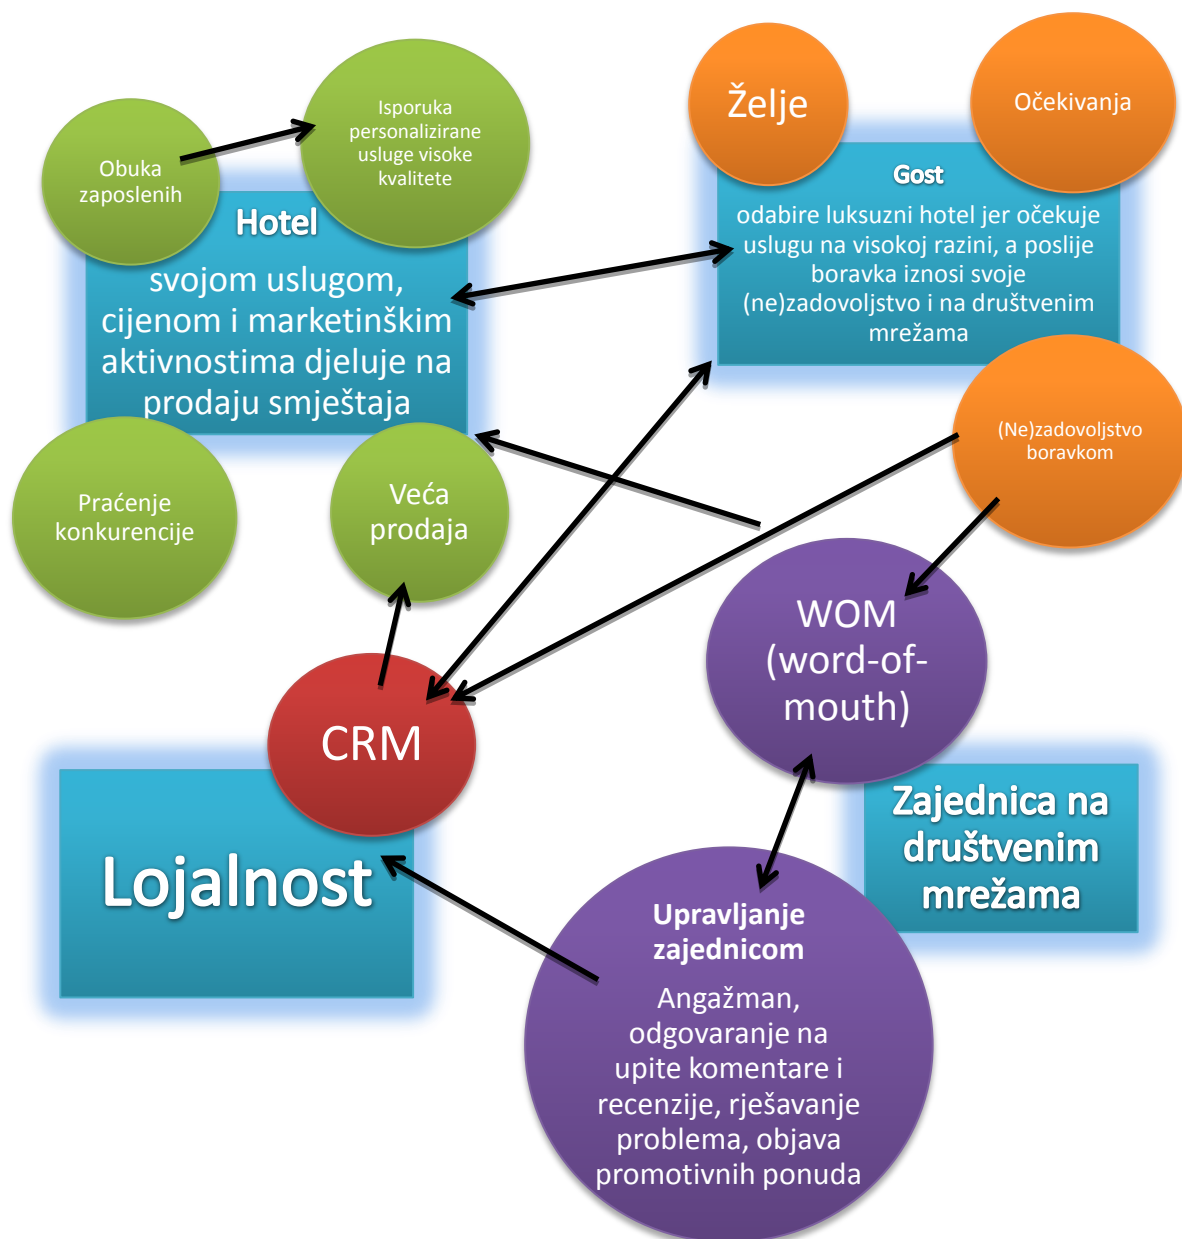 Obuka
zaposlenih
Isporuka
personalizirane
usluge visoke
kvalitete
Hotel
svojom uslugom,
cijenom i marketinškim
aktivnostima djeluje na
prodaju smještaja
Praćenje
konkurencije
Veća
prodaja
Želje
Očekivanja
Gost
odabire luksuzni hotel jer očekuje
uslugu na visokoj razini, a poslije
boravka iznosi svoje
(ne)zadovoljstvo i na društvenim
mrežama
(Ne)zadovoljstvo
boravkom
CRM
Lojalnost
WOM
(word-of-
mouth)
Zajednica na
društvenim
mrežama
Upravljanje
zajednicom
Angažman,
odgovaranje na
upite komentare i
recenzije, rješavanje
problema, objava
promotivnih ponuda